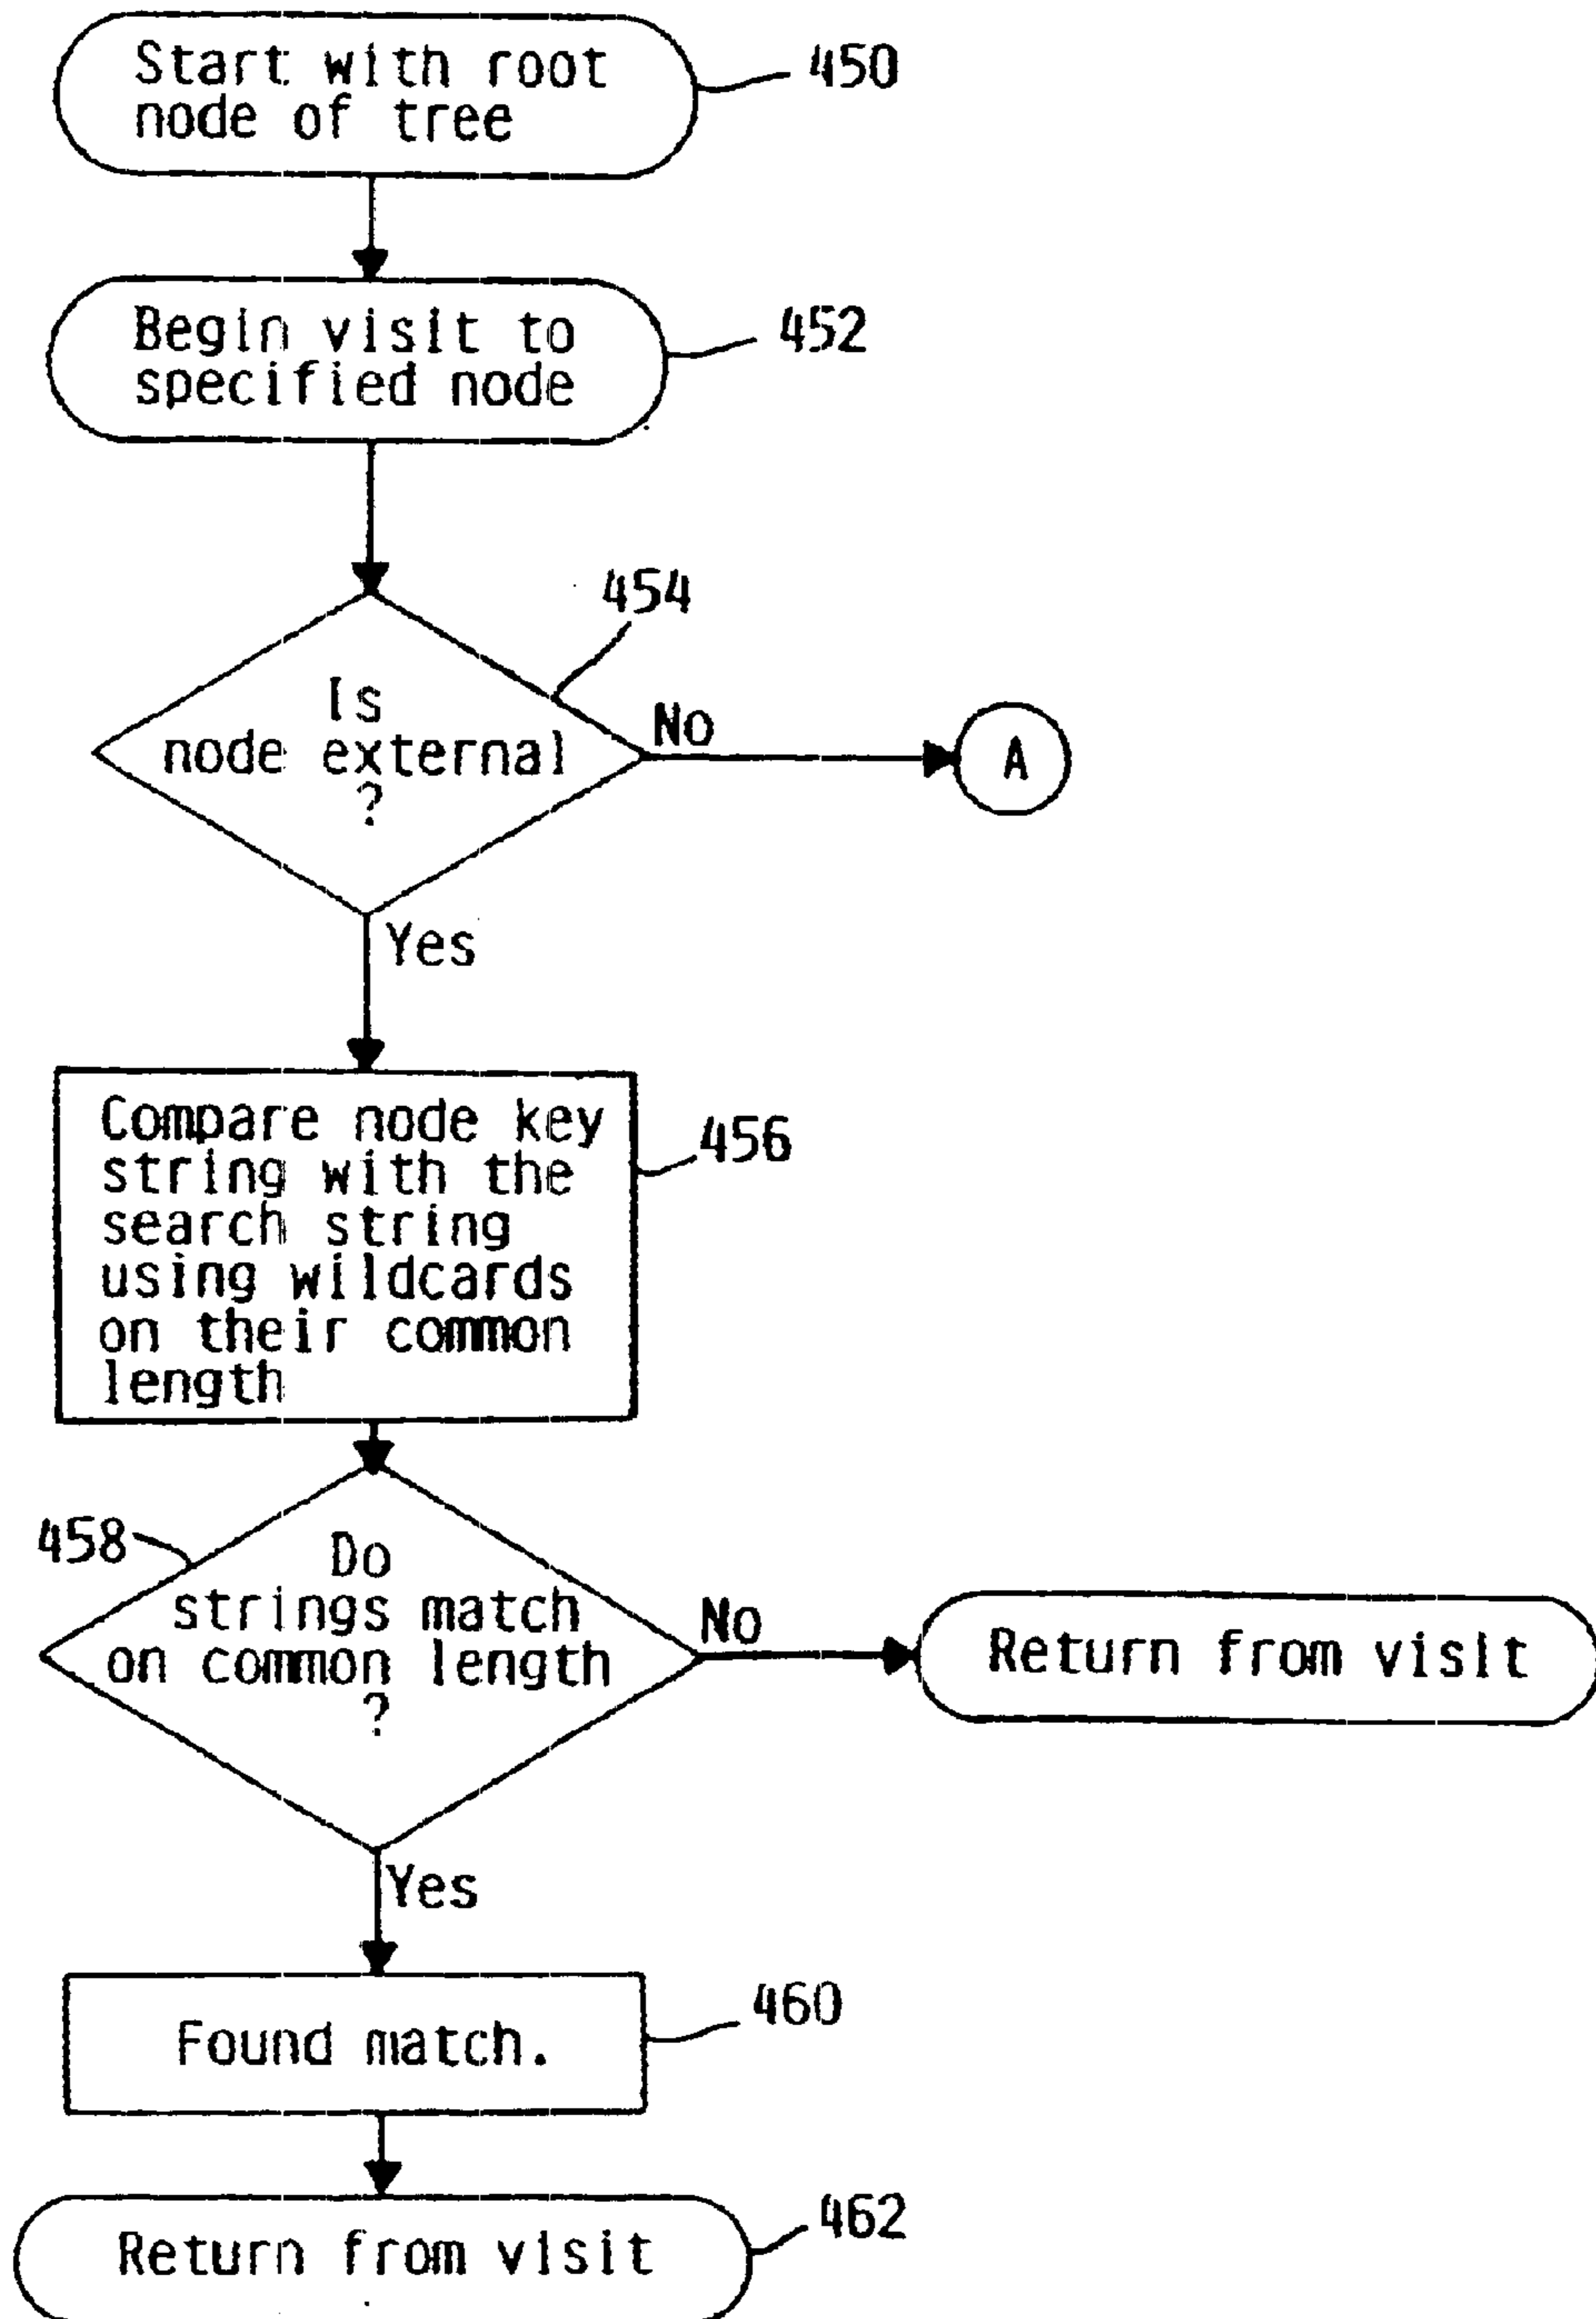 Start with root
node of tree
450
Begin visit to
specified node
452
454
Is
node external
?
No
A
Yes
Compare node key
string with the
search string
using wildcards
on their common
length
456
458
Do
strings match
on common length
?
No
Return from visit
Yes
Found match.
460
Return from visit
462